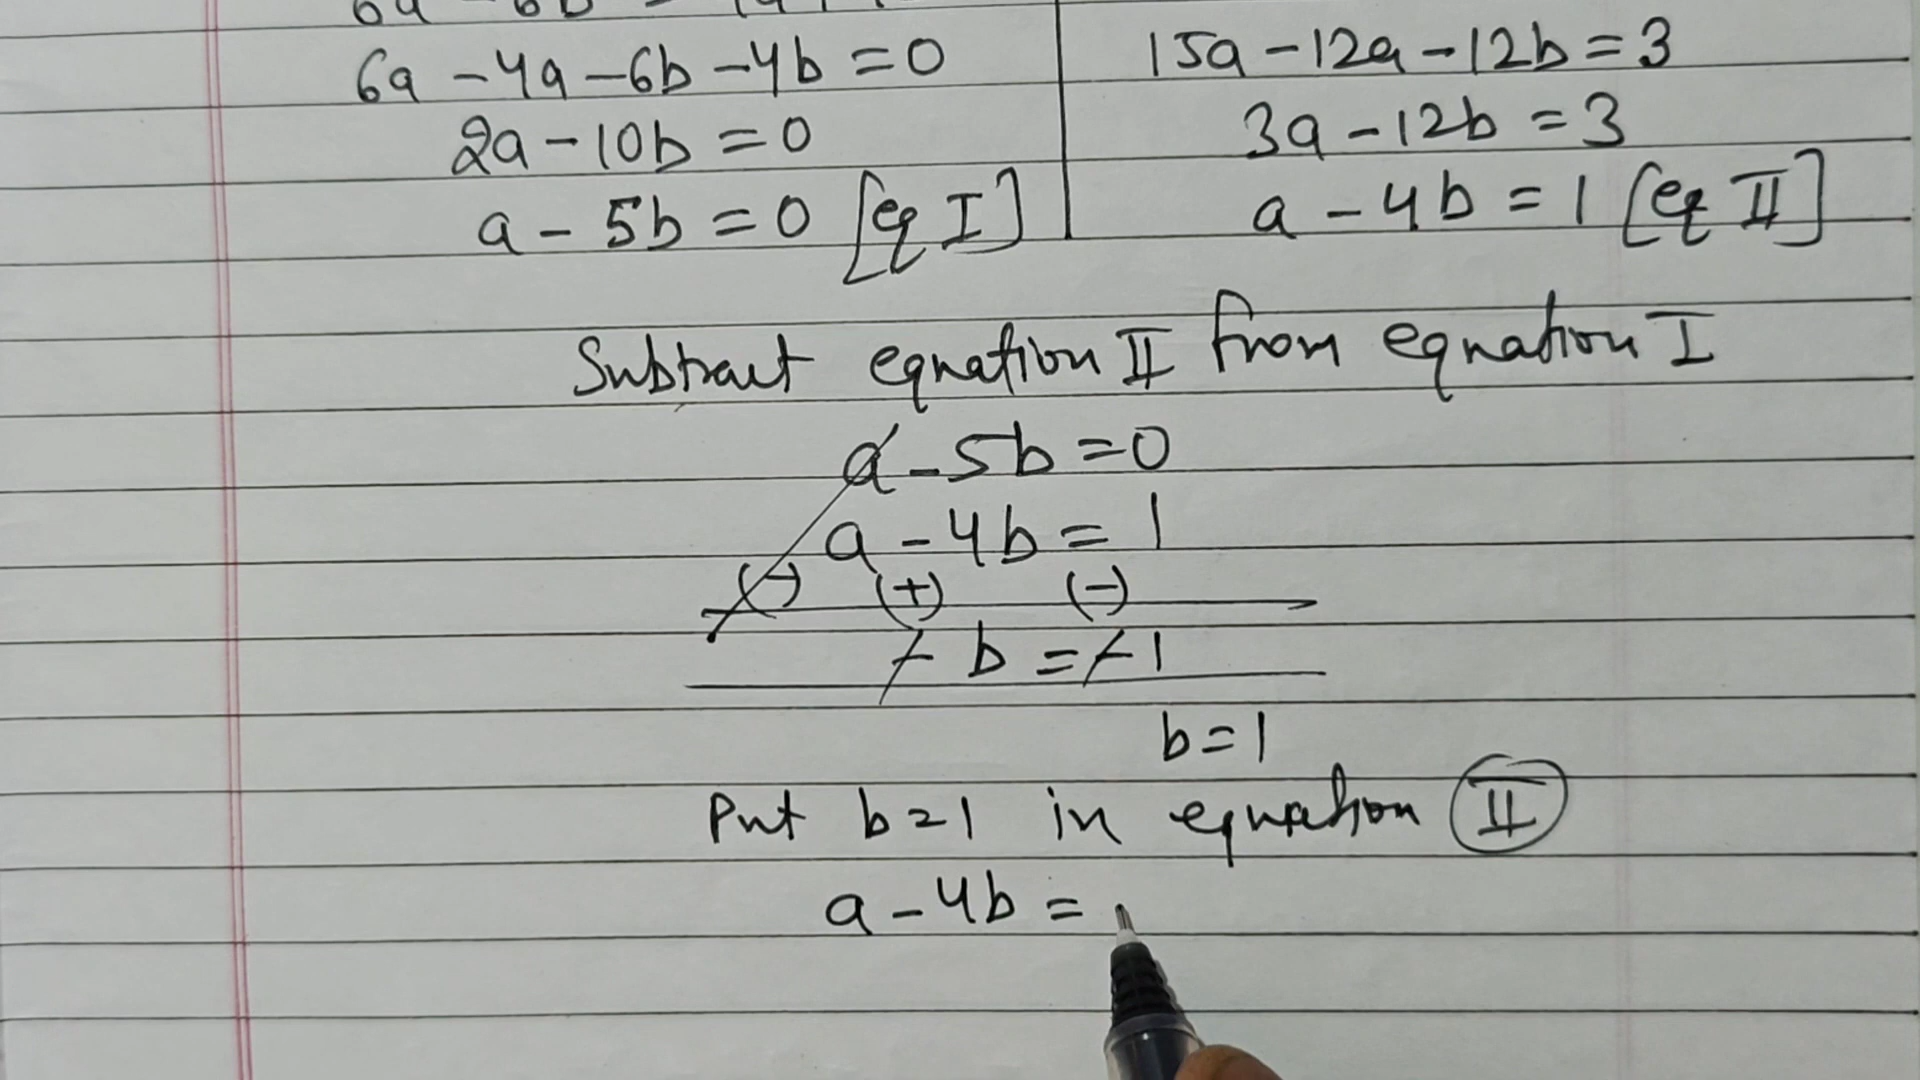 6a - 4a - 6b - 4b = 0
2a - 10b = 0
a - 5b = 0 [eq I]
15a - 12a - 12b = 3
3a - 12b = 3
a - 4b = 1 [eq II]
Subtract equation II from equation I
a - 5b = 0
a - 4b = 1
(-) (+) (-)
- b = - 1
b = 1
Put b = 1 in equation II
a - 4b =